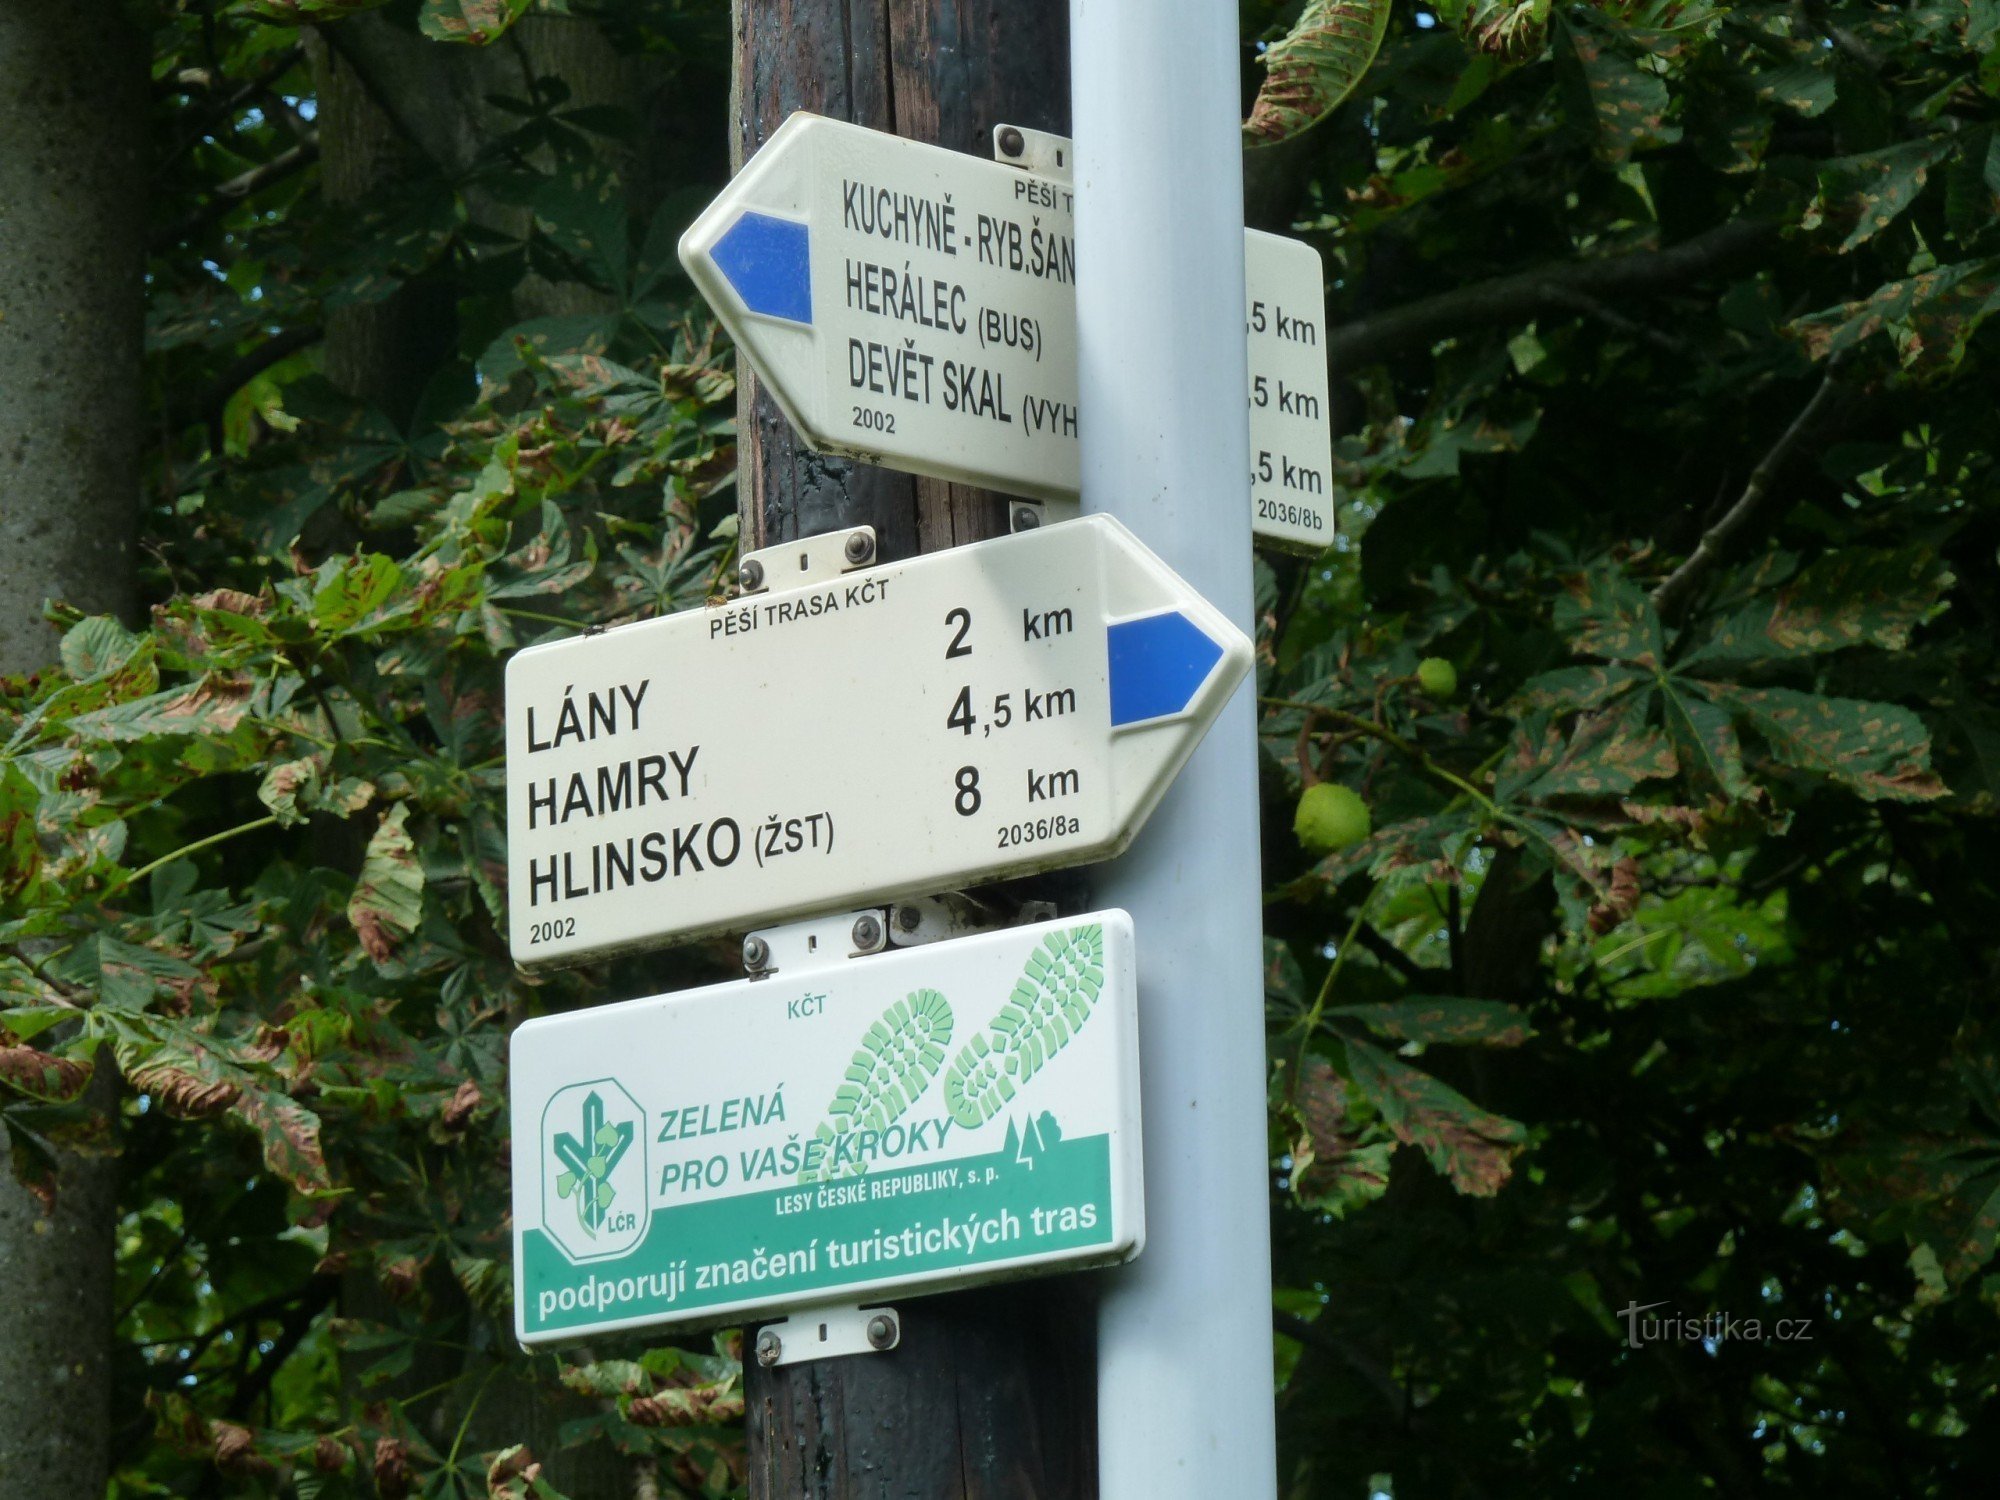 PĚŠÍ
KUCHYNĚ - RYB.
HERÁLEC (BUS)
,5 km
DEVĚT SKAL
,5 km
,5 km
2002
2036/8b
PĚŠÍ TRASA KČT
LÁNY 2 km
HAMRY 4,5 km
HLINSKO (ŽST) 8 km
2002 2036/8a
KČT
ZELENÁ
PRO VAŠE KROKY
LČR
LESY ČESKÉ REPUBLIKY, s. p.
podporují značení turistických tras
Turistika.cz